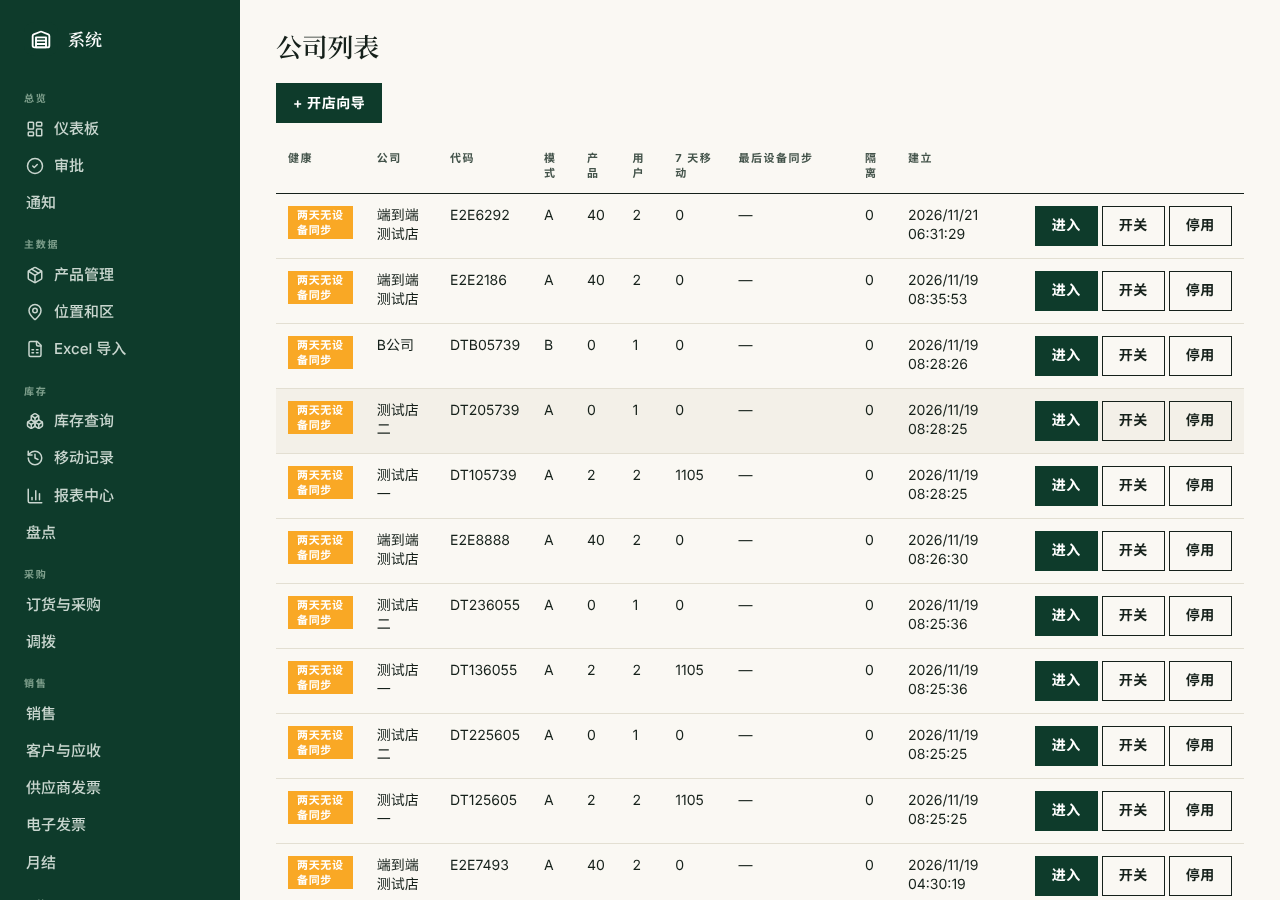 系统
总览
仪表板
审批
通知
主数据
产品管理
位置和区
Excel 导入
库存
库存查询
移动记录
报表中心
盘点
采购
订货与采购
调拨
销售
销售
客户与应收
供应商发票
电子发票
月结
公司列表
+ 开店向导
健康 公司 代码 模式 产品 用户 7 天移动 最后设备同步 隔离 建立
两天无设备同步 端到端测试店 E2E6292 A 40 2 0 — 0 2026/11/21 06:31:29 进入 开关 停用
两天无设备同步 端到端测试店 E2E2186 A 40 2 0 — 0 2026/11/19 08:35:53 进入 开关 停用
两天无设备同步 B公司 DTB05739 B 0 1 0 — 0 2026/11/19 08:28:26 进入 开关 停用
两天无设备同步 测试店二 DT205739 A 0 1 0 — 0 2026/11/19 08:28:25 进入 开关 停用
两天无设备同步 测试店一 DT105739 A 2 2 1105 — 0 2026/11/19 08:28:25 进入 开关 停用
两天无设备同步 端到端测试店 E2E8888 A 40 2 0 — 0 2026/11/19 08:26:30 进入 开关 停用
两天无设备同步 测试店二 DT236055 A 0 1 0 — 0 2026/11/19 08:25:36 进入 开关 停用
两天无设备同步 测试店一 DT136055 A 2 2 1105 — 0 2026/11/19 08:25:36 进入 开关 停用
两天无设备同步 测试店二 DT225605 A 0 1 0 — 0 2026/11/19 08:25:25 进入 开关 停用
两天无设备同步 测试店一 DT125605 A 2 2 1105 — 0 2026/11/19 08:25:25 进入 开关 停用
两天无设备同步 端到端测试店 E2E7493 A 40 2 0 — 0 2026/11/19 04:30:19 进入 开关 停用